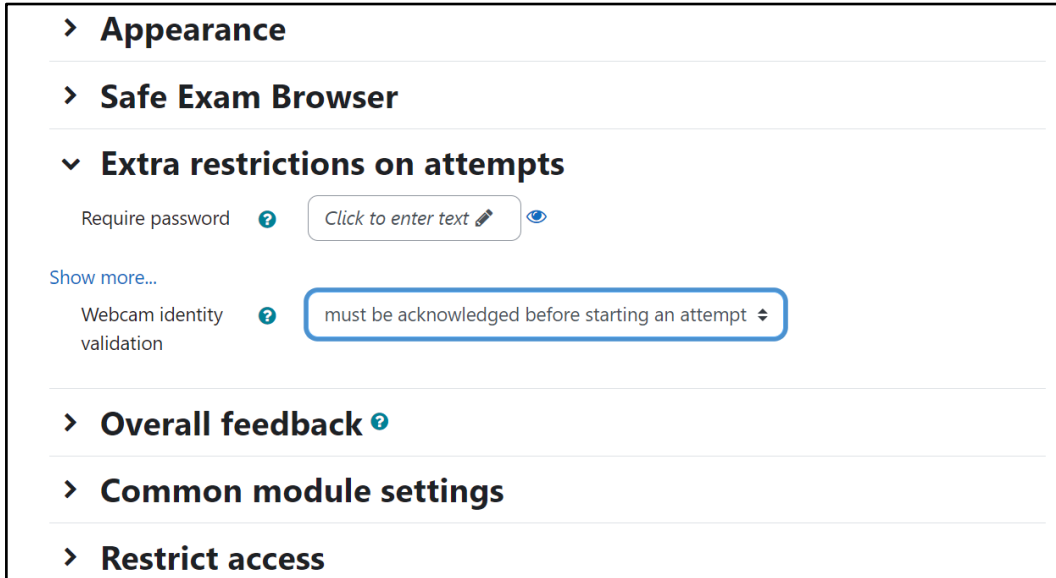 Appearance
Safe Exam Browser
Extra restrictions on attempts
Require password
Click to enter text
Show more...
Webcam identity
validation
must be acknowledged before starting an attempt
Overall feedback
Common module settings
Restrict access